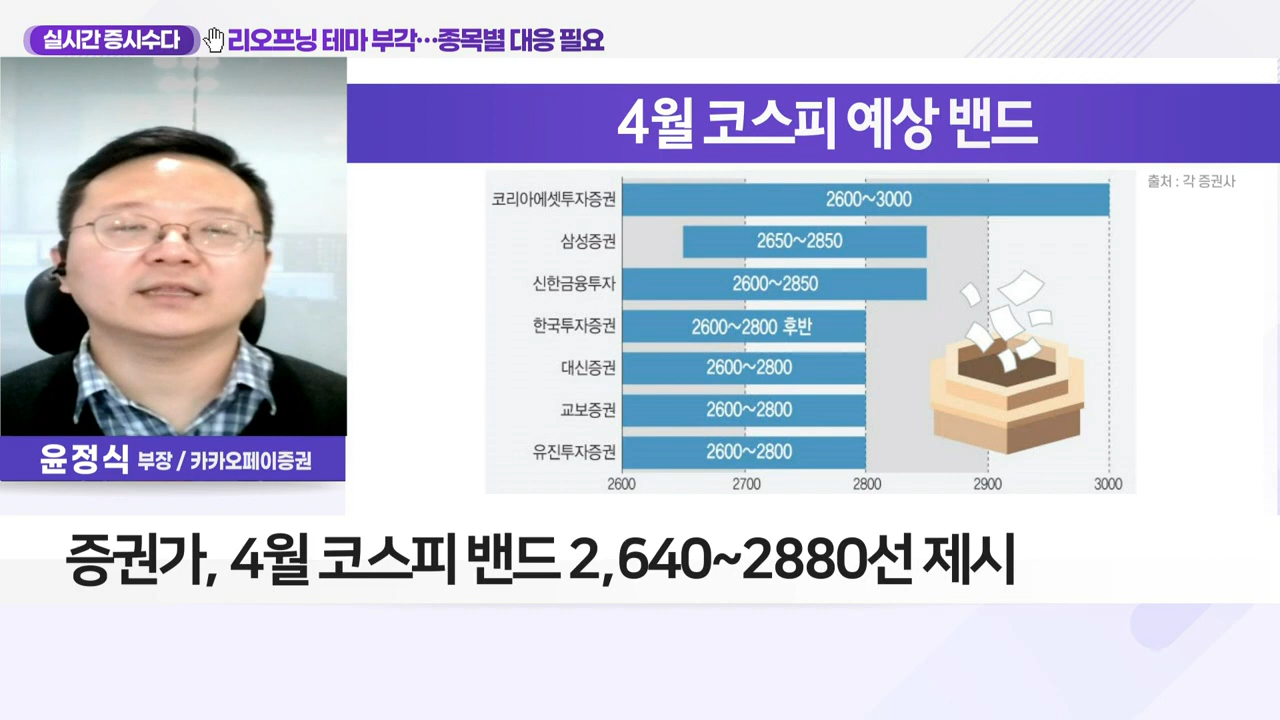 실시간 증시수다 리오프닝 테마 부각…종목별 대응 필요
4월 코스피 예상 밴드
출처 : 각 증권사
코리아에셋투자증권 2600~3000
삼성증권 2650~2850
신한금융투자 2600~2850
한국투자증권 2600~2800 후반
대신증권 2600~2800
교보증권 2600~2800
유진투자증권 2600~2800
2600 2700 2800 2900 3000
윤정식 부장 / 카카오페이증권
증권가, 4월 코스피 밴드 2,640~2880선 제시